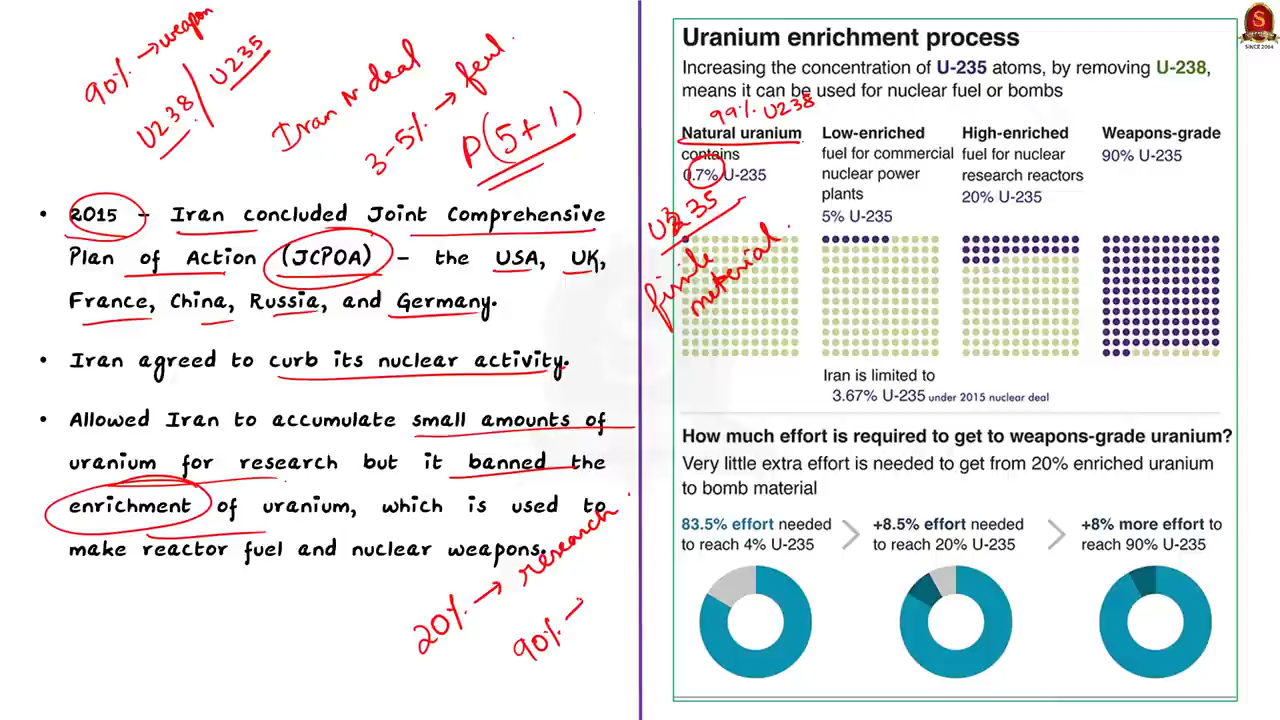 90% → weapon
U238 / U235
Iran N deal
3-5% → feul.
P(5+1)
• 2015 - Iran concluded Joint Comprehensive
Plan of Action (JCPOA) - the USA, UK,
France, China, Russia, and Germany.
• Iran agreed to curb its nuclear activity.
• Allowed Iran to accumulate small amounts of
uranium for research but it banned the
enrichment of uranium, which is used to
make reactor fuel and nuclear weapons.
20% → research
90% –
S
SINCE 2004
Uranium enrichment process
Increasing the concentration of U-235 atoms, by removing U-238,
means it can be used for nuclear fuel or bombs
99% U238
Natural uranium
contains
0.7% U-235
Low-enriched
fuel for commercial
nuclear power
plants
5% U-235
High-enriched
fuel for nuclear
research reactors
20% U-235
Weapons-grade
90% U-235
U235
material.
Iran is limited to
3.67% U-235 under 2015 nuclear deal
How much effort is required to get to weapons-grade uranium?
Very little extra effort is needed to get from 20% enriched uranium
to bomb material
83.5% effort needed
to reach 4% U-235
+8.5% effort needed
to reach 20% U-235
+8% more effort to
reach 90% U-235